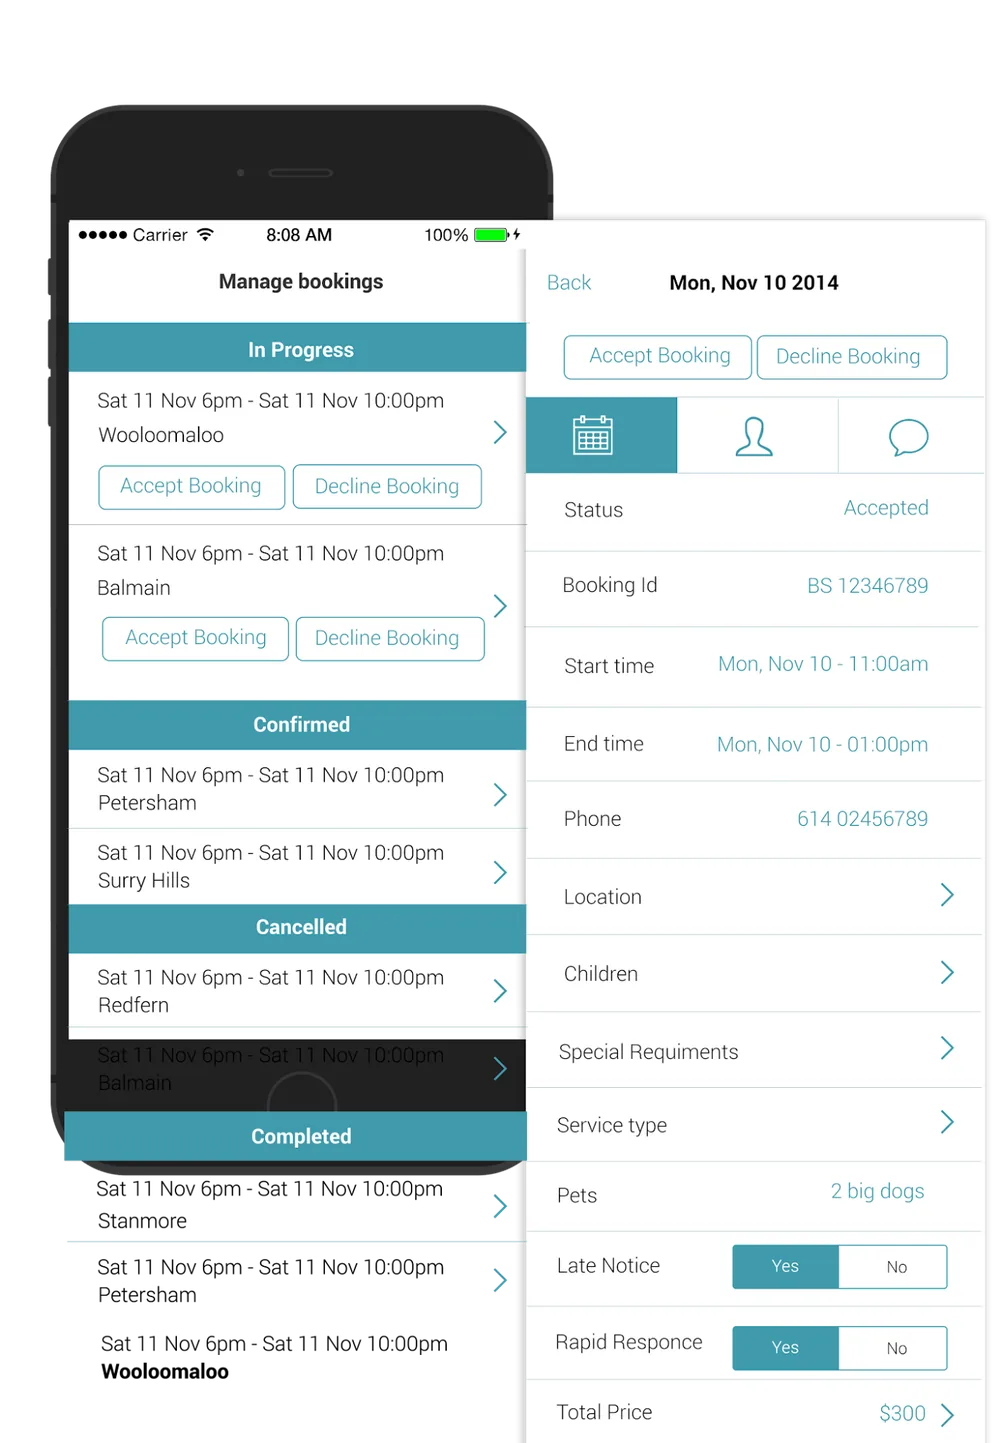 Carrier 8:08 AM 100%
Manage bookings
In Progress
Sat 11 Nov 6pm - Sat 11 Nov 10:00pm
Wooloomaloo
Accept Booking Decline Booking
Sat 11 Nov 6pm - Sat 11 Nov 10:00pm
Balmain
Accept Booking Decline Booking
Confirmed
Sat 11 Nov 6pm - Sat 11 Nov 10:00pm
Petersham
Sat 11 Nov 6pm - Sat 11 Nov 10:00pm
Surry Hills
Cancelled
Sat 11 Nov 6pm - Sat 11 Nov 10:00pm
Redfern
Sat 11 Nov 6pm - Sat 11 Nov 10:00pm
Balmain
Completed
Sat 11 Nov 6pm - Sat 11 Nov 10:00pm
Stanmore
Sat 11 Nov 6pm - Sat 11 Nov 10:00pm
Petersham
Sat 11 Nov 6pm - Sat 11 Nov 10:00pm
Wooloomaloo
Back Mon, Nov 10 2014
Accept Booking Decline Booking
Status Accepted
Booking Id BS 12346789
Start time Mon, Nov 10 - 11:00am
End time Mon, Nov 10 - 01:00pm
Phone 614 02456789
Location
Children
Special Requiments
Service type
Pets 2 big dogs
Late Notice Yes No
Rapid Responce Yes No
Total Price $300